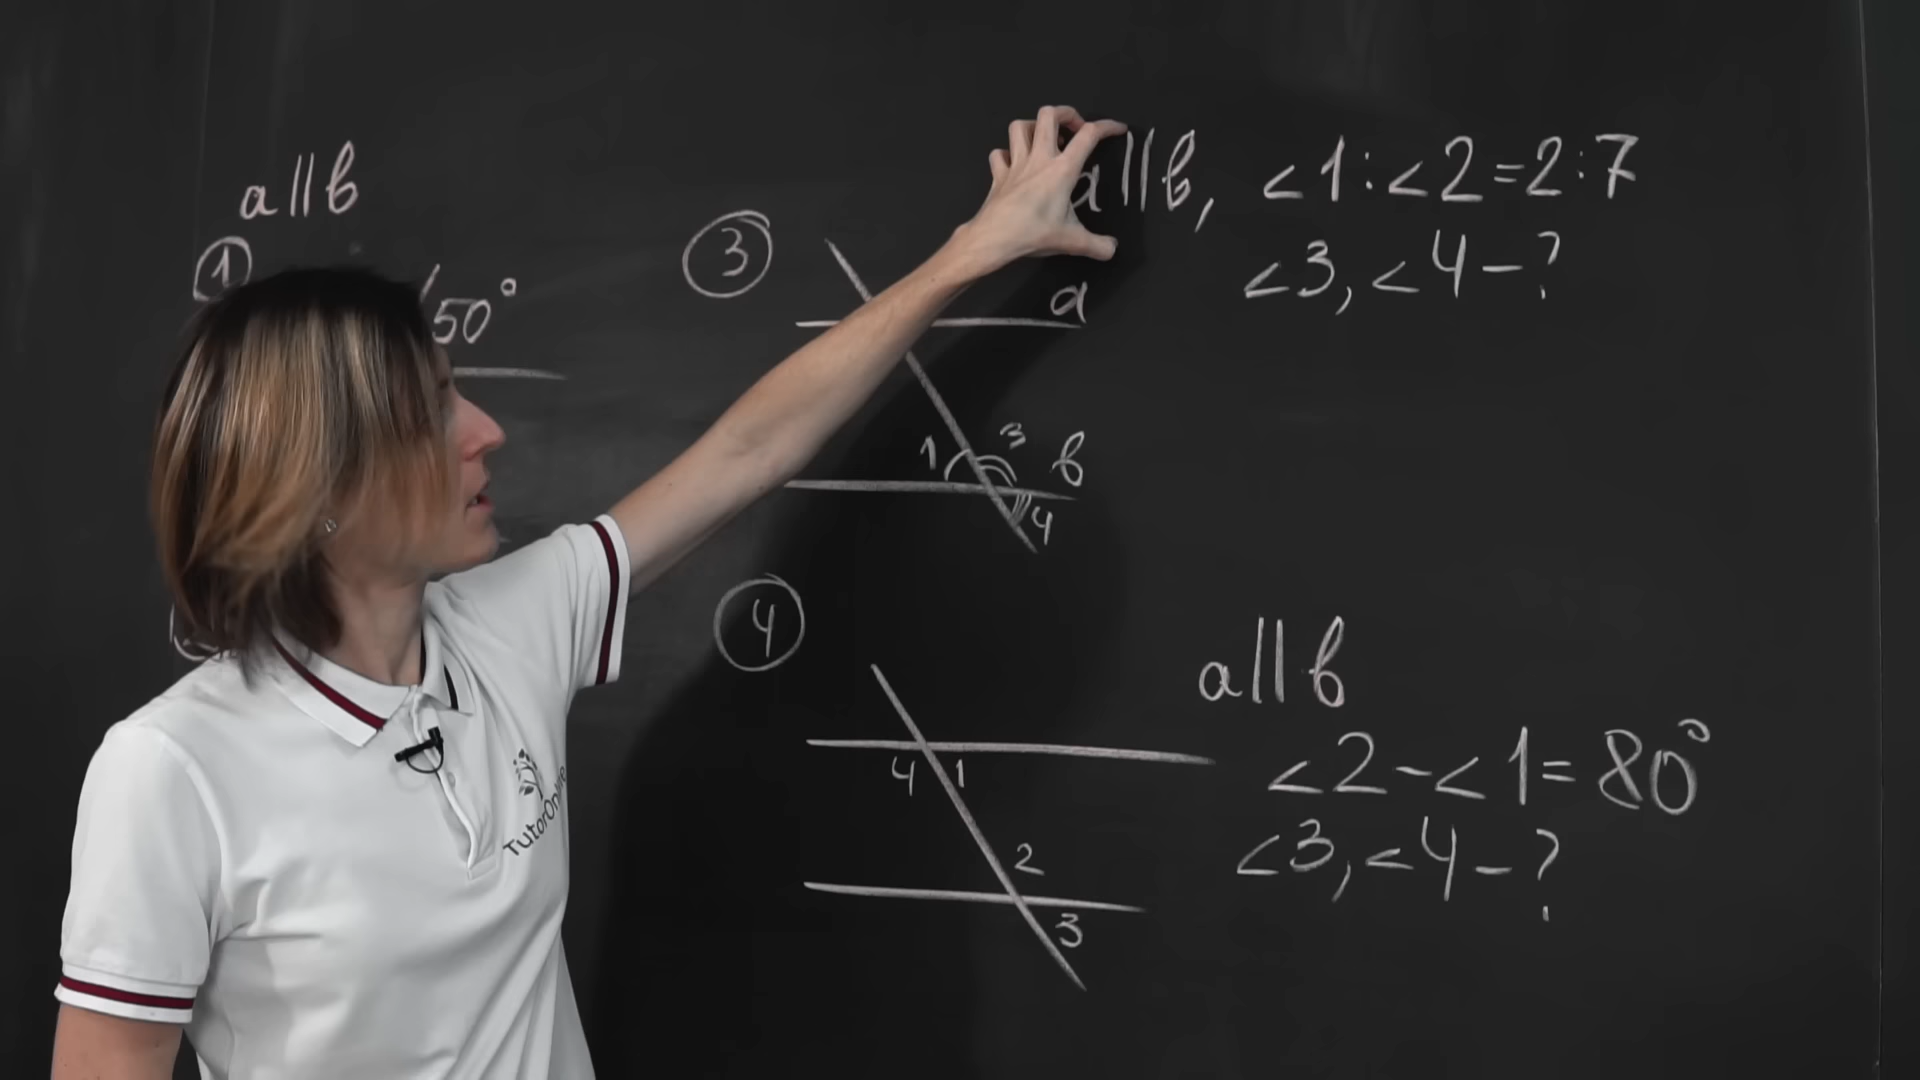 a || b
1
50°
3
a || b, <1 : <2 = 2 : 7
<3, <4 - ?
a
1 3 b
4
4
a || b
<2 - <1 = 80°
<3, <4 - ?
4 1
2
3
TutorOnline